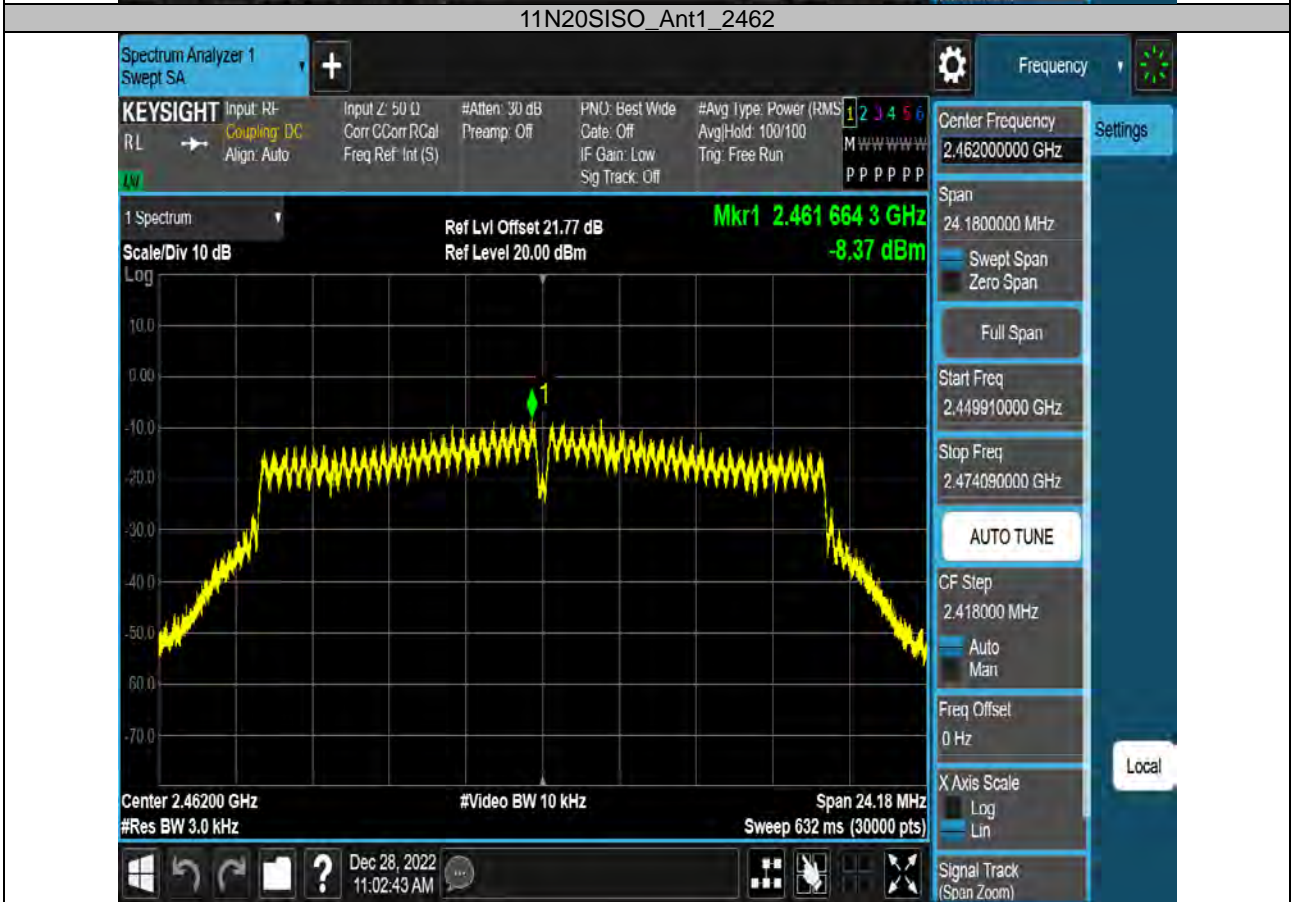 11N20SISO_Ant1_2462
Spectrum Analyzer 1
Swept SA
Frequency
KEYSIGHT
RL
Input: RF
Coupling: DC
Align: Auto
Input Z: 50 Ω
Corr CCorr RCal
Freq Ref: Int (S)
#Atten: 30 dB
Preamp: Off
PNO: Best Wide
Gate: Off
IF Gain: Low
Sig Track: Off
#Avg Type: Power (RMS
Avg|Hold: 100/100
Trig: Free Run
1 2 3 4 5 6
M W W W W W
P P P P P P
1 Spectrum
Scale/Div 10 dB
Ref Lvl Offset 21.77 dB
Ref Level 20.00 dBm
Mkr1 2.461 664 3 GHz
-8.37 dBm
Log
10.0
0.00
-10.0
-20.0
-30.0
-40.0
-50.0
-60.0
-70.0
1
Center 2.46200 GHz
#Res BW 3.0 kHz
#Video BW 10 kHz
Span 24.18 MHz
Sweep 632 ms (30000 pts)
Dec 28, 2022
11:02:43 AM
Center Frequency
2.462000000 GHz
Settings
Span
24.1800000 MHz
Swept Span
Zero Span
Full Span
Start Freq
2.449910000 GHz
Stop Freq
2.474090000 GHz
AUTO TUNE
CF Step
2.418000 MHz
Auto
Man
Freq Offset
0 Hz
Local
X Axis Scale
Log
Lin
Signal Track
(Span Zoom)